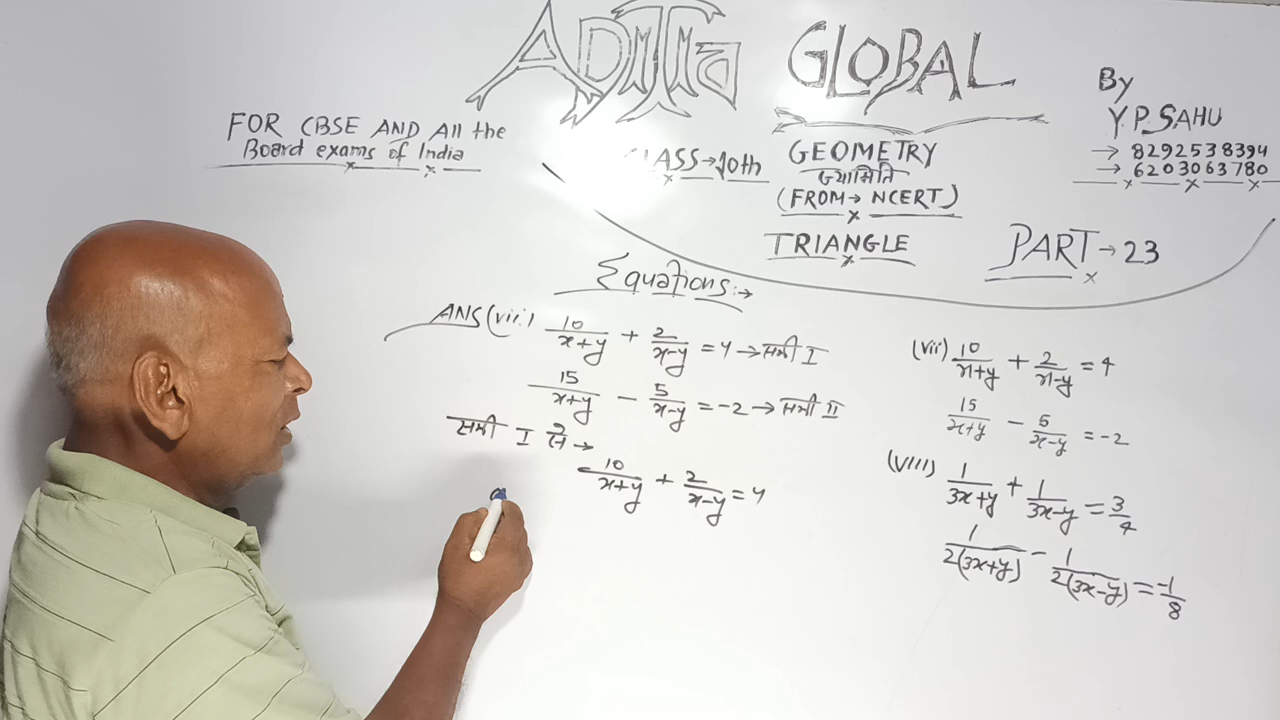 ADITIA GLOBAL
By
Y.P. SAHU
→ 8292538394
→ 6203063780
FOR CBSE AND All the
Board exams of India
CLASS→10th
GEOMETRY
ज्यामिति
(FROM→ NCERT)
TRIANGLE
PART→23
Equations:→
ANS (vii.) 10/(x+y) + 2/(x-y) = 4 → समी I
15/(x+y) - 5/(x-y) = -2 → समी II
समी I से →
10/(x+y) + 2/(x-y) = 4
(vii) 10/(x+y) + 2/(x-y) = 4
15/(x+y) - 5/(x-y) = -2
(viii) 1/(3x+y) + 1/(3x-y) = 3/4
1/2(3x+y) - 1/2(3x-y) = -1/8